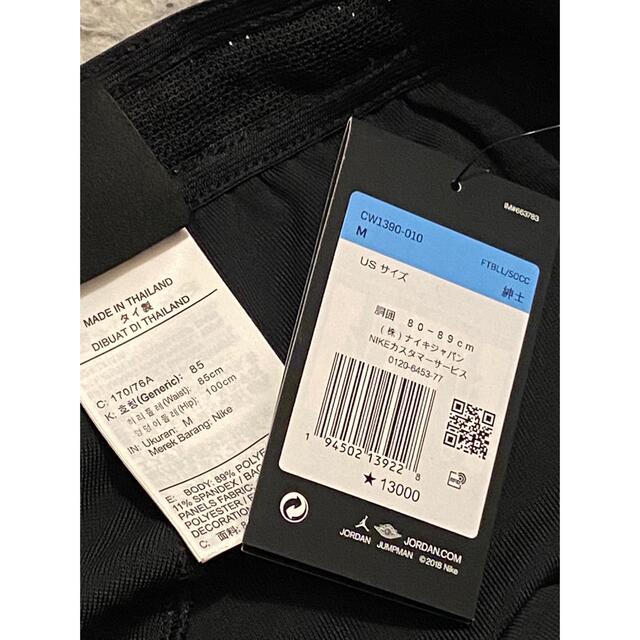 IM#663763
CW1390-010
M
FTBLL/SOCC
US サイズ
紳士
胴囲 80-89cm
(株)ナイキジャパン
NIKEカスタマーサービス
0120-6453-77
1 94502 13922 8
★13000
JORDAN
JUMPMAN
JORDAN.COM
©2018 Nike
MADE IN THAILAND
タイ製
DIBUAT DI THAILAND
C: 170/76A
K: 호칭(Generic): 85
허리둘레(Waist): 85cm
엉덩이둘레(Hip): 100cm
IN: Ukuran: M
Merek Barang: Nike
E: BODY: 89% POLYE
11% SPANDEX / BAC
PANELS FABRIC:
POLYESTER /
DECORATION
C: 面料: 8